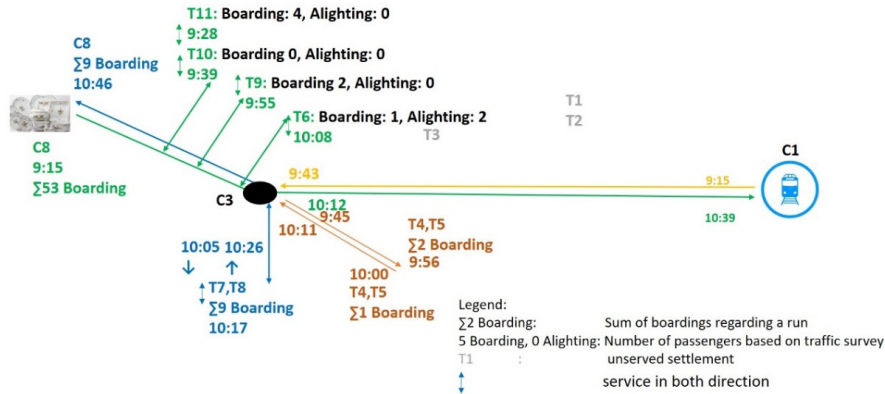 T11: Boarding: 4, Alighting: 0
9:28
C8
∑9 Boarding
10:46
T10: Boarding 0, Alighting: 0
9:39
T9: Boarding 2, Alighting: 0
9:55
T6: Boarding: 1, Alighting: 2
10:08
T1
T2
T3
C8
9:15
∑53 Boarding
C1
9:43
9:15
C3
10:12
10:39
9:45
10:11
T4,T5
∑2 Boarding
9:56
10:05 10:26
10:00
T4,T5
∑1 Boarding
T7,T8
∑9 Boarding
10:17
Legend:
∑2 Boarding: Sum of boardings regarding a run
5 Boarding, 0 Alighting: Number of passengers based on traffic survey
T1 : unserved settlement
service in both direction